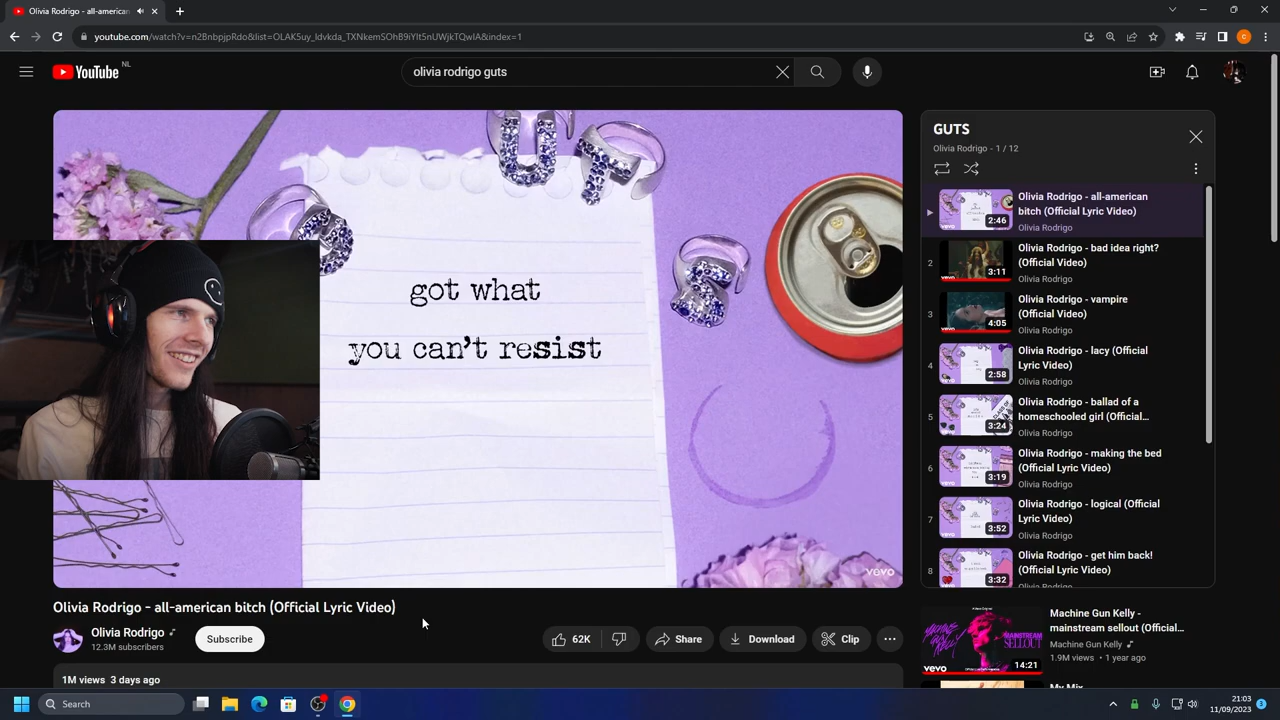 Olivia Rodrigo - all-american
youtube.com/watch?v=n2BnbpjpRdo&list=OLAK5uy_ldvkda_TXNkemSOhB9iYlt5nUWjkTQwIA&index=1
YouTube NL
olivia rodrigo guts
U T
G
S
got what
you can't resist
vevo
GUTS
Olivia Rodrigo - 1 / 12
Olivia Rodrigo - all-american
bitch (Official Lyric Video)
Olivia Rodrigo
2:46
2
Olivia Rodrigo - bad idea right?
(Official Video)
Olivia Rodrigo
3:11
3
Olivia Rodrigo - vampire
(Official Video)
Olivia Rodrigo
4:05
4
Olivia Rodrigo - lacy (Official
Lyric Video)
Olivia Rodrigo
2:58
5
Olivia Rodrigo - ballad of a
homeschooled girl (Official...
Olivia Rodrigo
3:24
6
Olivia Rodrigo - making the bed
(Official Lyric Video)
Olivia Rodrigo
3:19
7
Olivia Rodrigo - logical (Official
Lyric Video)
Olivia Rodrigo
3:52
8
Olivia Rodrigo - get him back!
(Official Lyric Video)
3:32
Olivia Rodrigo - all-american bitch (Official Lyric Video)
Olivia Rodrigo
12.3M subscribers
Subscribe
62K
Share
Download
Clip
1M views 3 days ago
MAINSTREAM
SELLOUT
vevo
14:21
Machine Gun Kelly -
mainstream sellout (Official...
Machine Gun Kelly
1.9M views • 1 year ago
My Mix
Search
21:03
11/09/2023
3